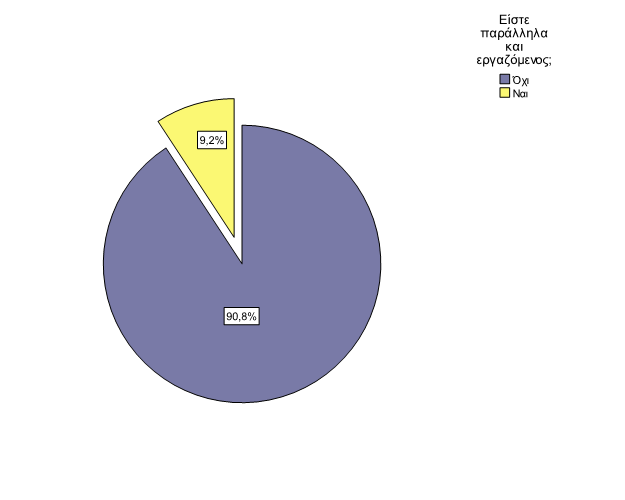 Είστε
παράλληλα
και
εργαζόμενος;
Όχι
Ναι
9,2%
90,8%